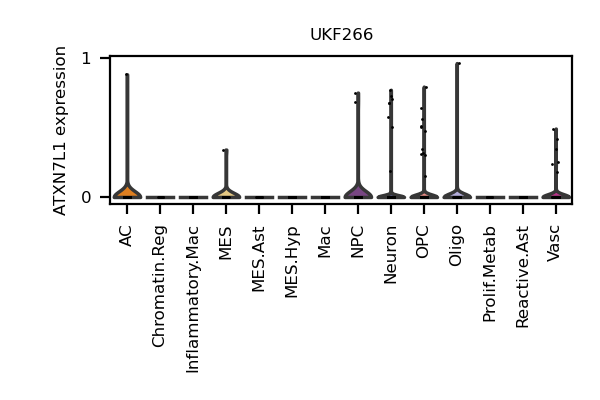 UKF266
ATXN7L1 expression
1
0
AC
Chromatin.Reg
Inflammatory.Mac
MES
MES.Ast
MES.Hyp
Mac
NPC
Neuron
OPC
Oligo
Prolif.Metab
Reactive.Ast
Vasc